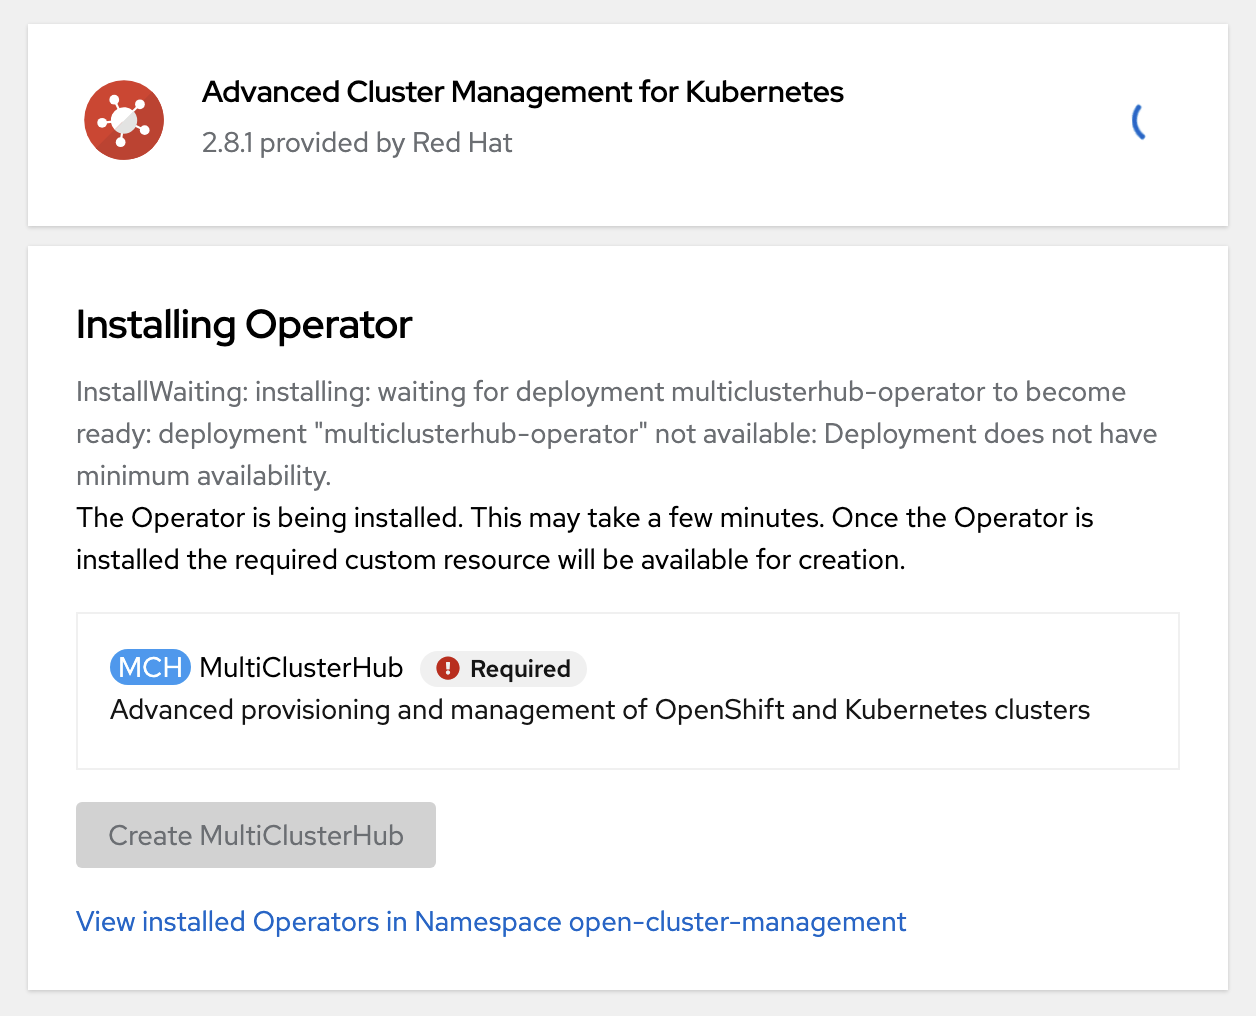 Advanced Cluster Management for Kubernetes
2.8.1 provided by Red Hat
Installing Operator
InstallWaiting: installing: waiting for deployment multiclusterhub-operator to become
ready: deployment "multiclusterhub-operator" not available: Deployment does not have
minimum availability.
The Operator is being installed. This may take a few minutes. Once the Operator is
installed the required custom resource will be available for creation.
MCH MultiClusterHub Required
Advanced provisioning and management of OpenShift and Kubernetes clusters
Create MultiClusterHub
View installed Operators in Namespace open-cluster-management